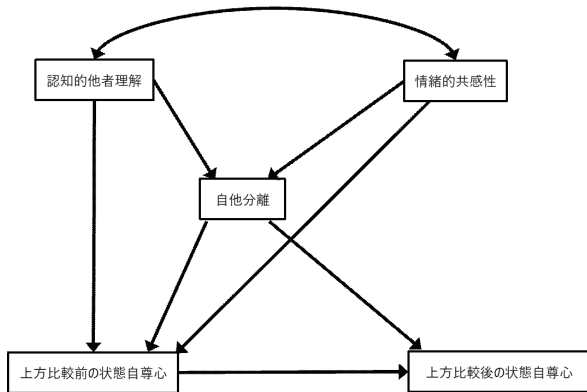 認知的他者理解
情緒的共感性
自他分離
上方比較前の状態自尊心
上方比較後の状態自尊心